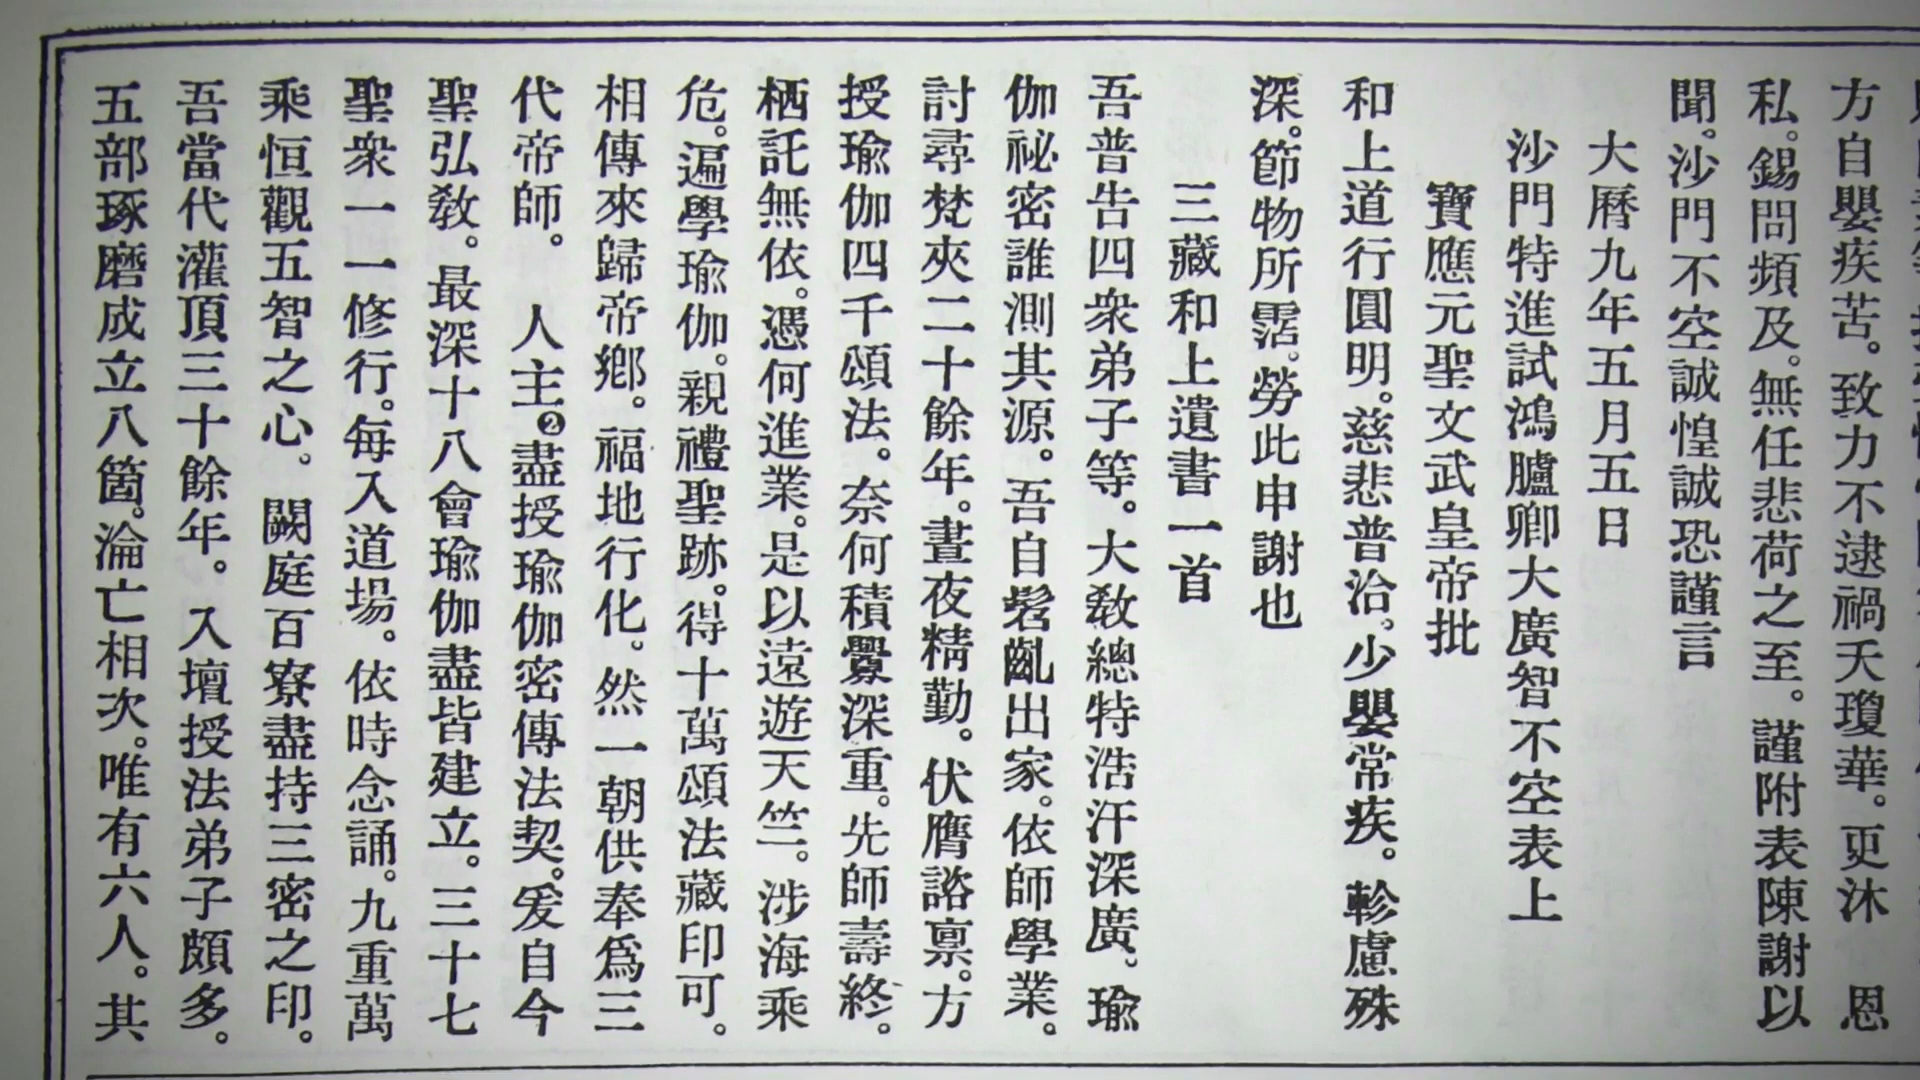 方自嬰疾苦。致力不逮禍夭瓊華。更沐　恩
私。錫問頻及。無任悲荷之至。謹附表陳謝以
聞。沙門不空誠惶誠恐謹言
大曆九年五月五日
沙門特進試鴻臚卿大廣智不空表上
寶應元聖文武皇帝批
和上道行圓明。慈悲普洽。少嬰常疾。軫慮殊
深。節物所霑。勞此申謝也
三藏和上遺書一首
吾普告四衆弟子等。大教總特浩汗深廣。瑜
伽祕密誰測其源。吾自髫齓出家。依師學業。
討尋梵夾二十餘年。晝夜精勤。伏膺諮稟。方
授瑜伽四千頌法。奈何積釁深重。先師壽終。
栖託無依。憑何進業。是以遠遊天竺。涉海乘
危。遍學瑜伽。親禮聖跡。得十萬頌法藏印可。
相傳來歸帝鄉。福地行化。然一朝供奉爲三
代帝師。　人主。❷盡授瑜伽密傳法契。爰自今
聖弘教。最深十八會瑜伽盡皆建立。三十七
聖衆一一修行。每入道場。依時念誦。九重萬
乘恒觀五智之心。　闕庭百寮盡持三密之印。
吾當代灌頂三十餘年。入壇授法弟子頗多。
五部琢磨成立八箇。淪亡相次。唯有六人。其